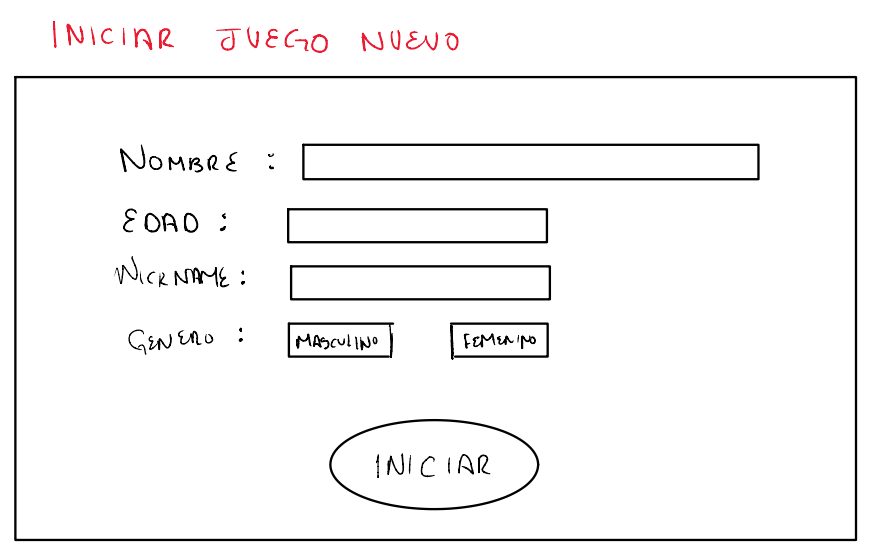 INICIAR JUEGO NUEVO
NOMBRE :
EDAD :
NICKNAME :
GENERO : MASCULINO FEMENINO
INICIAR